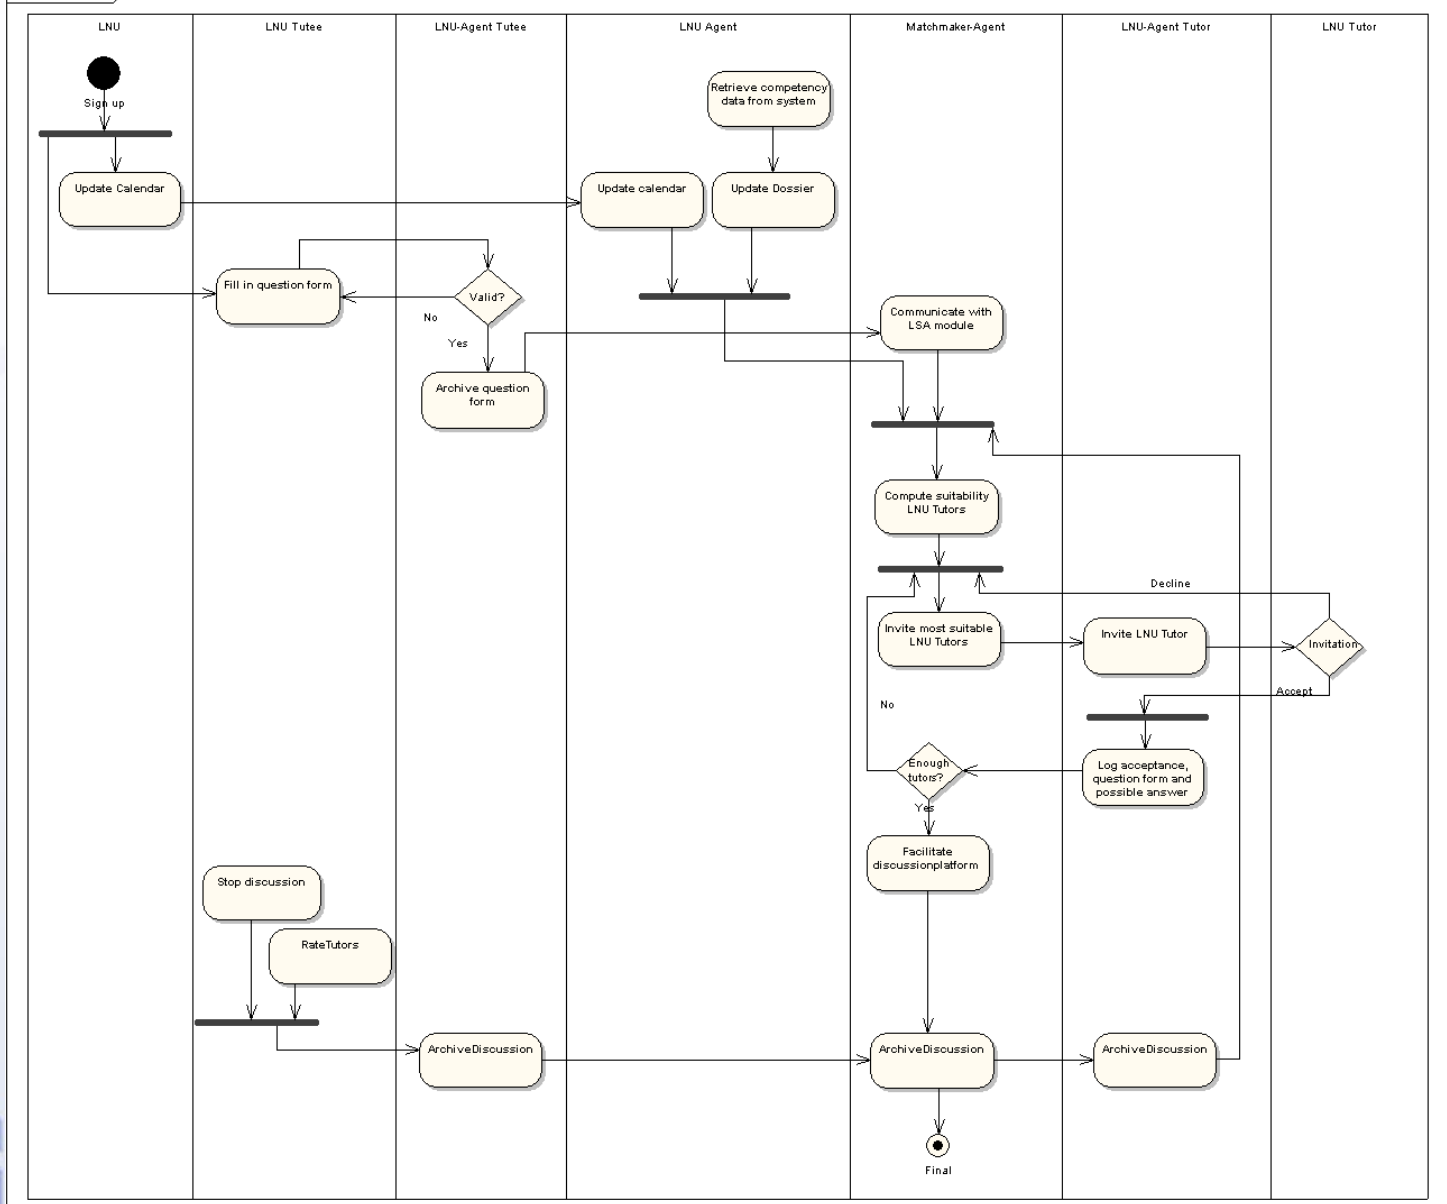 LNU
LNU Tutee
LNU-Agent Tutee
LNU Agent
Matchmaker-Agent
LNU-Agent Tutor
LNU Tutor
Sign up
Retrieve competency
data from system
Update Calendar
Update calendar
Update Dossier
Fill in question form
Valid?
No
Yes
Archive question
form
Communicate with
LSA module
Compute suitability
LNU Tutors
Decline
Invite most suitable
LNU Tutors
Invite LNU Tutor
Invitation
Accept
No
Enough
tutors?
Log acceptance,
question form and
possible answer
Yes
Facilitate
discussionplatform
Stop discussion
RateTutors
ArchiveDiscussion
ArchiveDiscussion
ArchiveDiscussion
Final